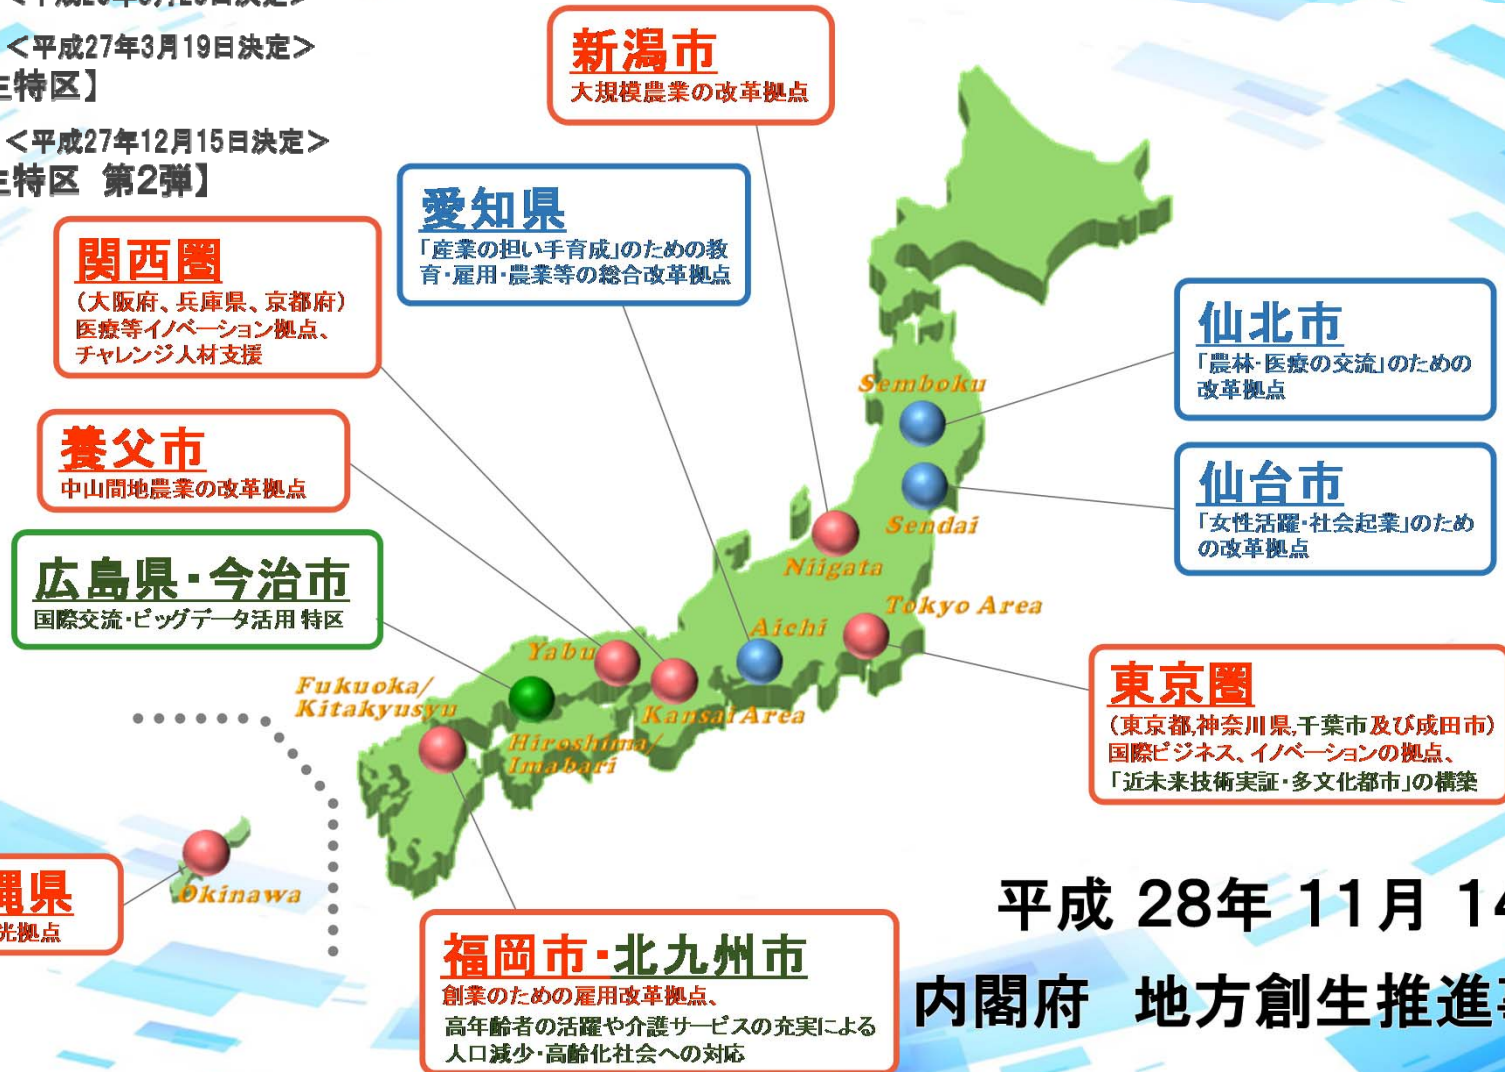 <平成27年3月19日決定>
生特区】
<平成27年12月15日決定>
生特区 第2弾】
新潟市
大規模農業の改革拠点
愛知県
「産業の担い手育成」のための教
育・雇用・農業等の総合改革拠点
関西圏
(大阪府、兵庫県、京都府)
医療等イノベーション拠点、
チャレンジ人材支援
仙北市
「農林・医療の交流」のための
改革拠点
養父市
中山間地農業の改革拠点
仙台市
「女性活躍・社会起業」のため
の改革拠点
広島県・今治市
国際交流・ビッグデータ活用特区
Semboku
Sendai
Niigata
Tokyo Area
Aichi
Yabu
Kansai Area
Fukuoka/
Kitakyusyu
Hiroshima/
Imabari
東京圏
(東京都,神奈川県,千葉市及び成田市)
国際ビジネス、イノベーションの拠点、
「近未来技術実証・多文化都市」の構築
Okinawa
縄県
光拠点
福岡市・北九州市
創業のための雇用改革拠点、
高年齢者の活躍や介護サービスの充実による
人口減少・高齢化社会への対応
平成 28年 11月 14
内閣府 地方創生推進事